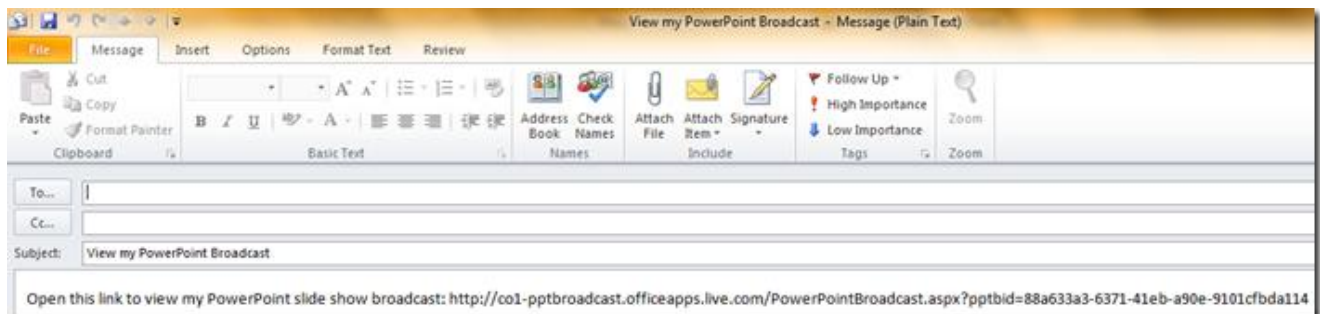 View my PowerPoint Broadcast - Message (Plain Text)
File Message Insert Options Format Text Review
Cut
Copy
Format Painter
Paste
Clipboard
B I U
Basic Text
Address Book
Check Names
Names
Attach File
Attach Item
Signature
Include
Follow Up
High Importance
Low Importance
Tags
Zoom
Zoom
To...
Cc...
Subject: View my PowerPoint Broadcast
Open this link to view my PowerPoint slide show broadcast: http://co1-pptbroadcast.officeapps.live.com/PowerPointBroadcast.aspx?pptbid=88a633a3-6371-41eb-a90e-9101cfbda114